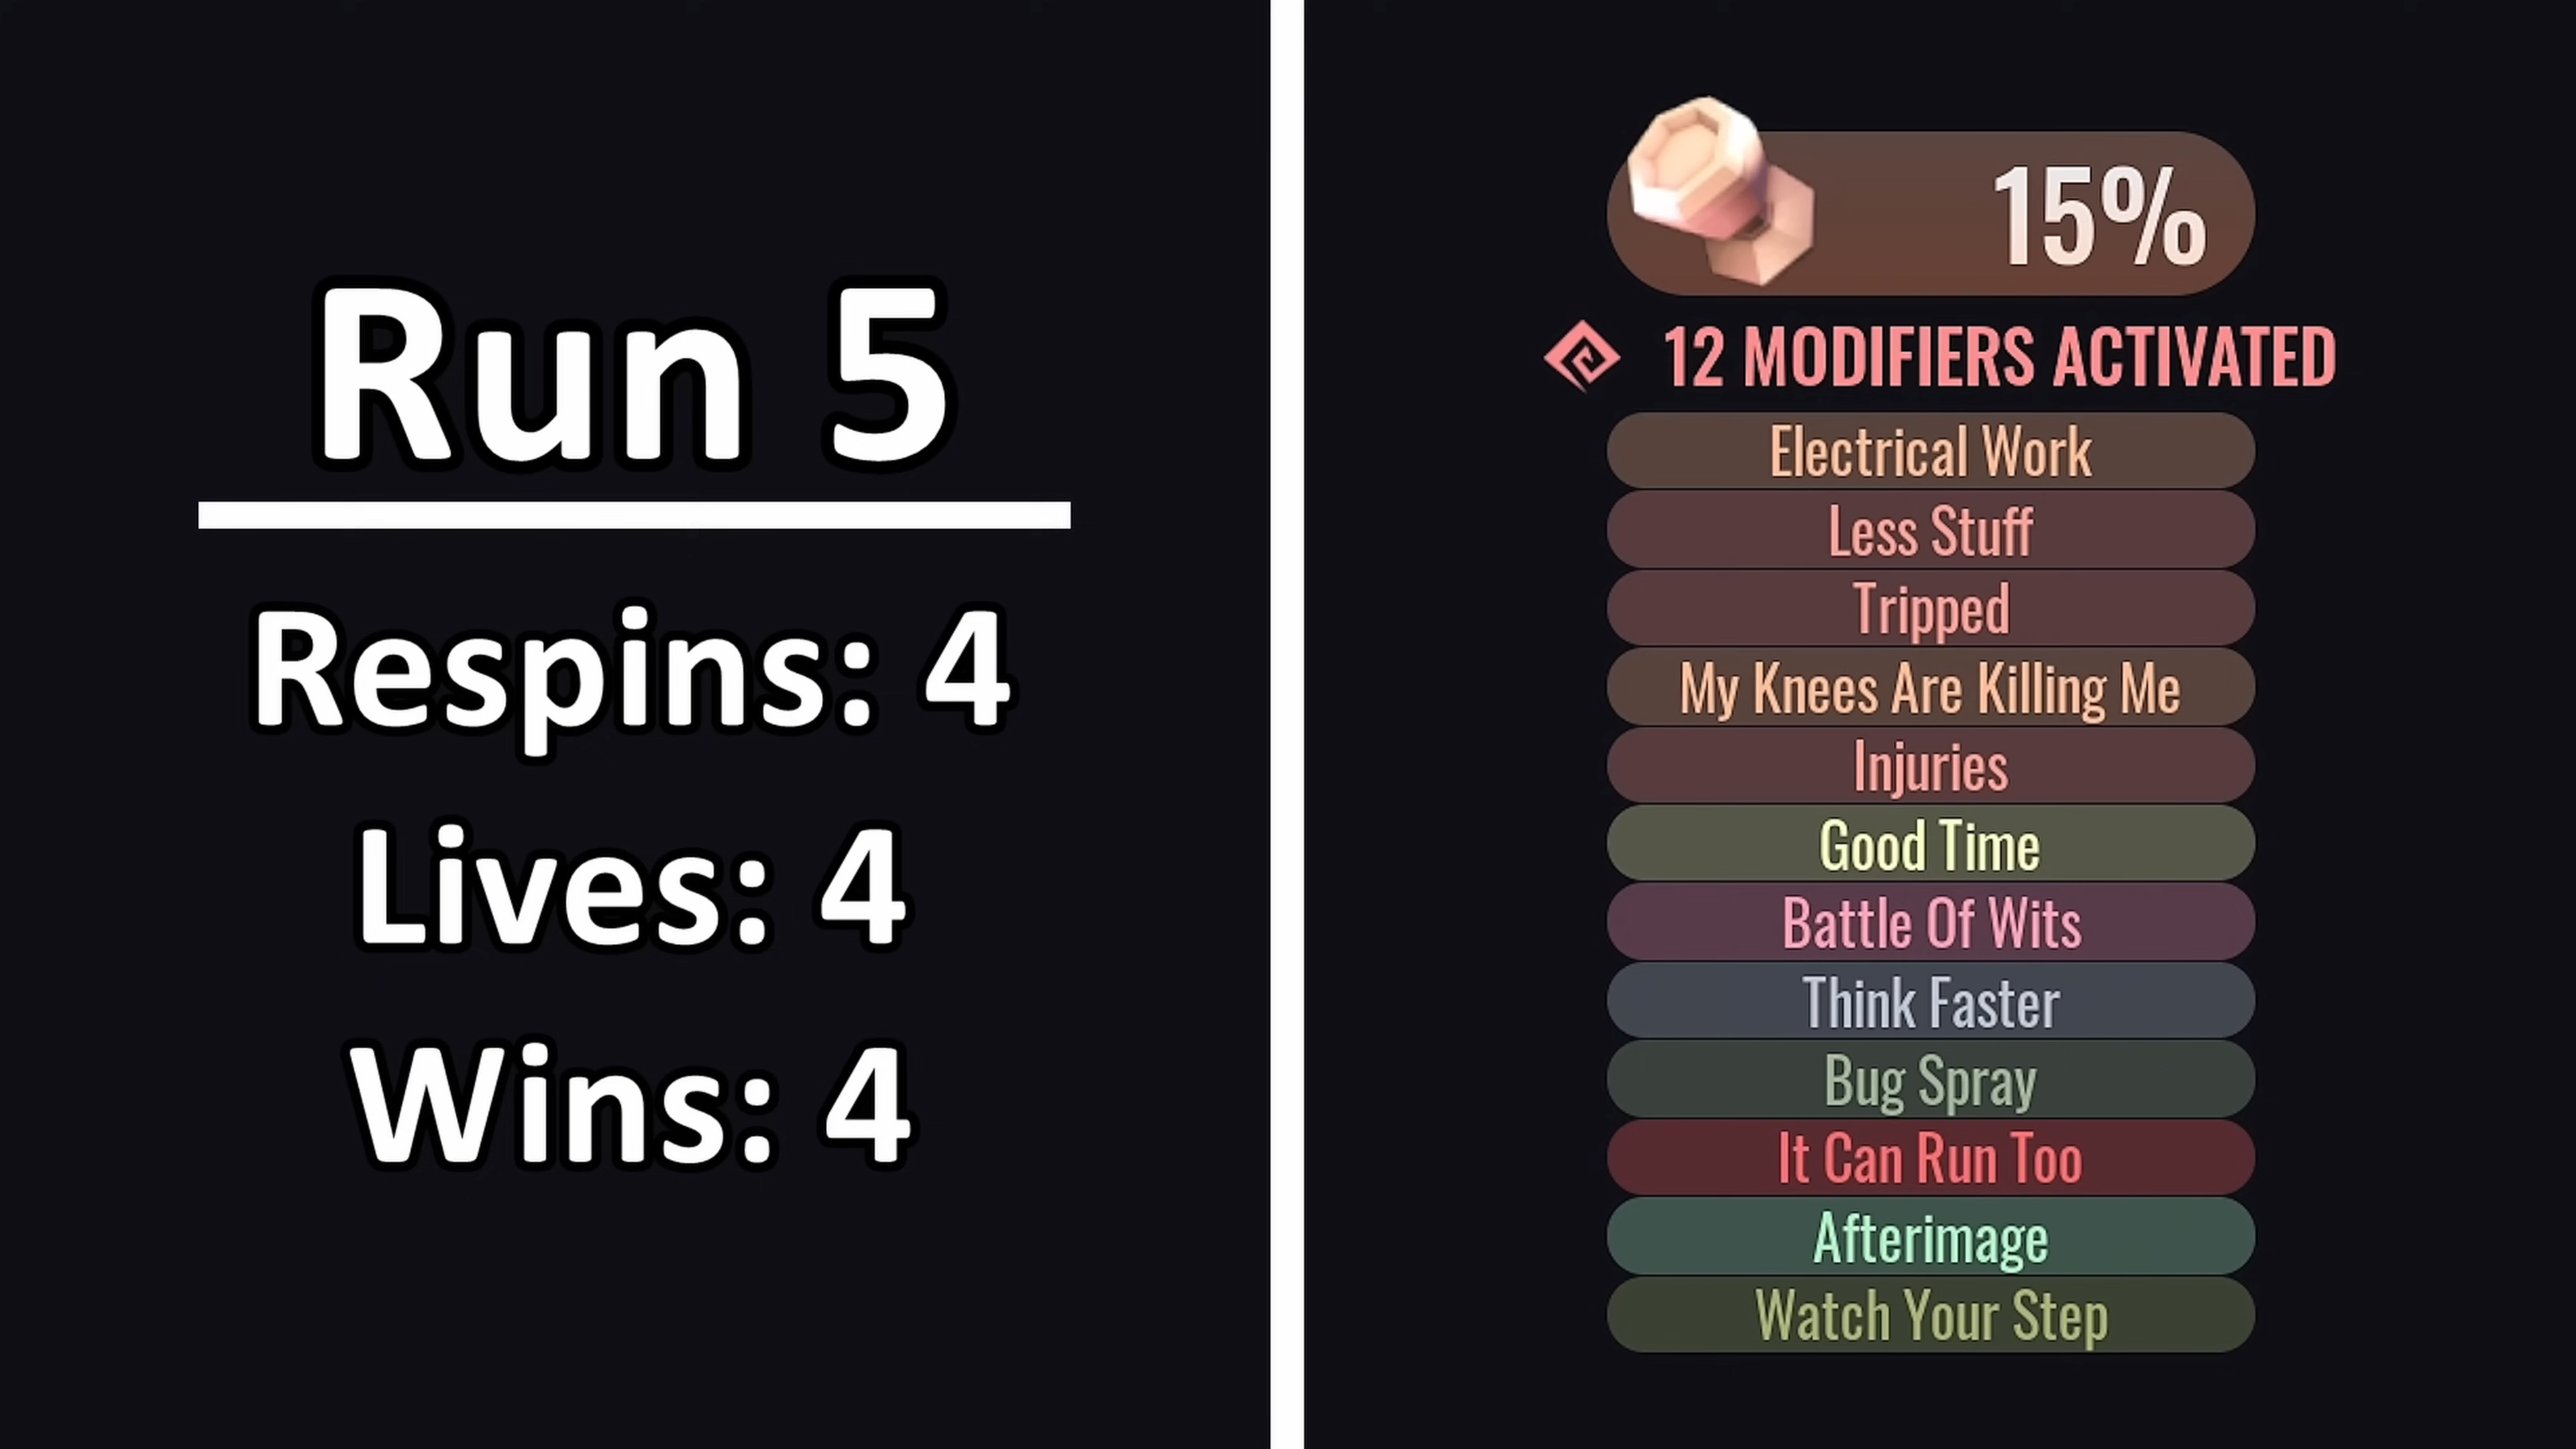 Run 5
Respins: 4
Lives: 4
Wins: 4
15%
12 MODIFIERS ACTIVATED
Electrical Work
Less Stuff
Tripped
My Knees Are Killing Me
Injuries
Good Time
Battle Of Wits
Think Faster
Bug Spray
It Can Run Too
Afterimage
Watch Your Step